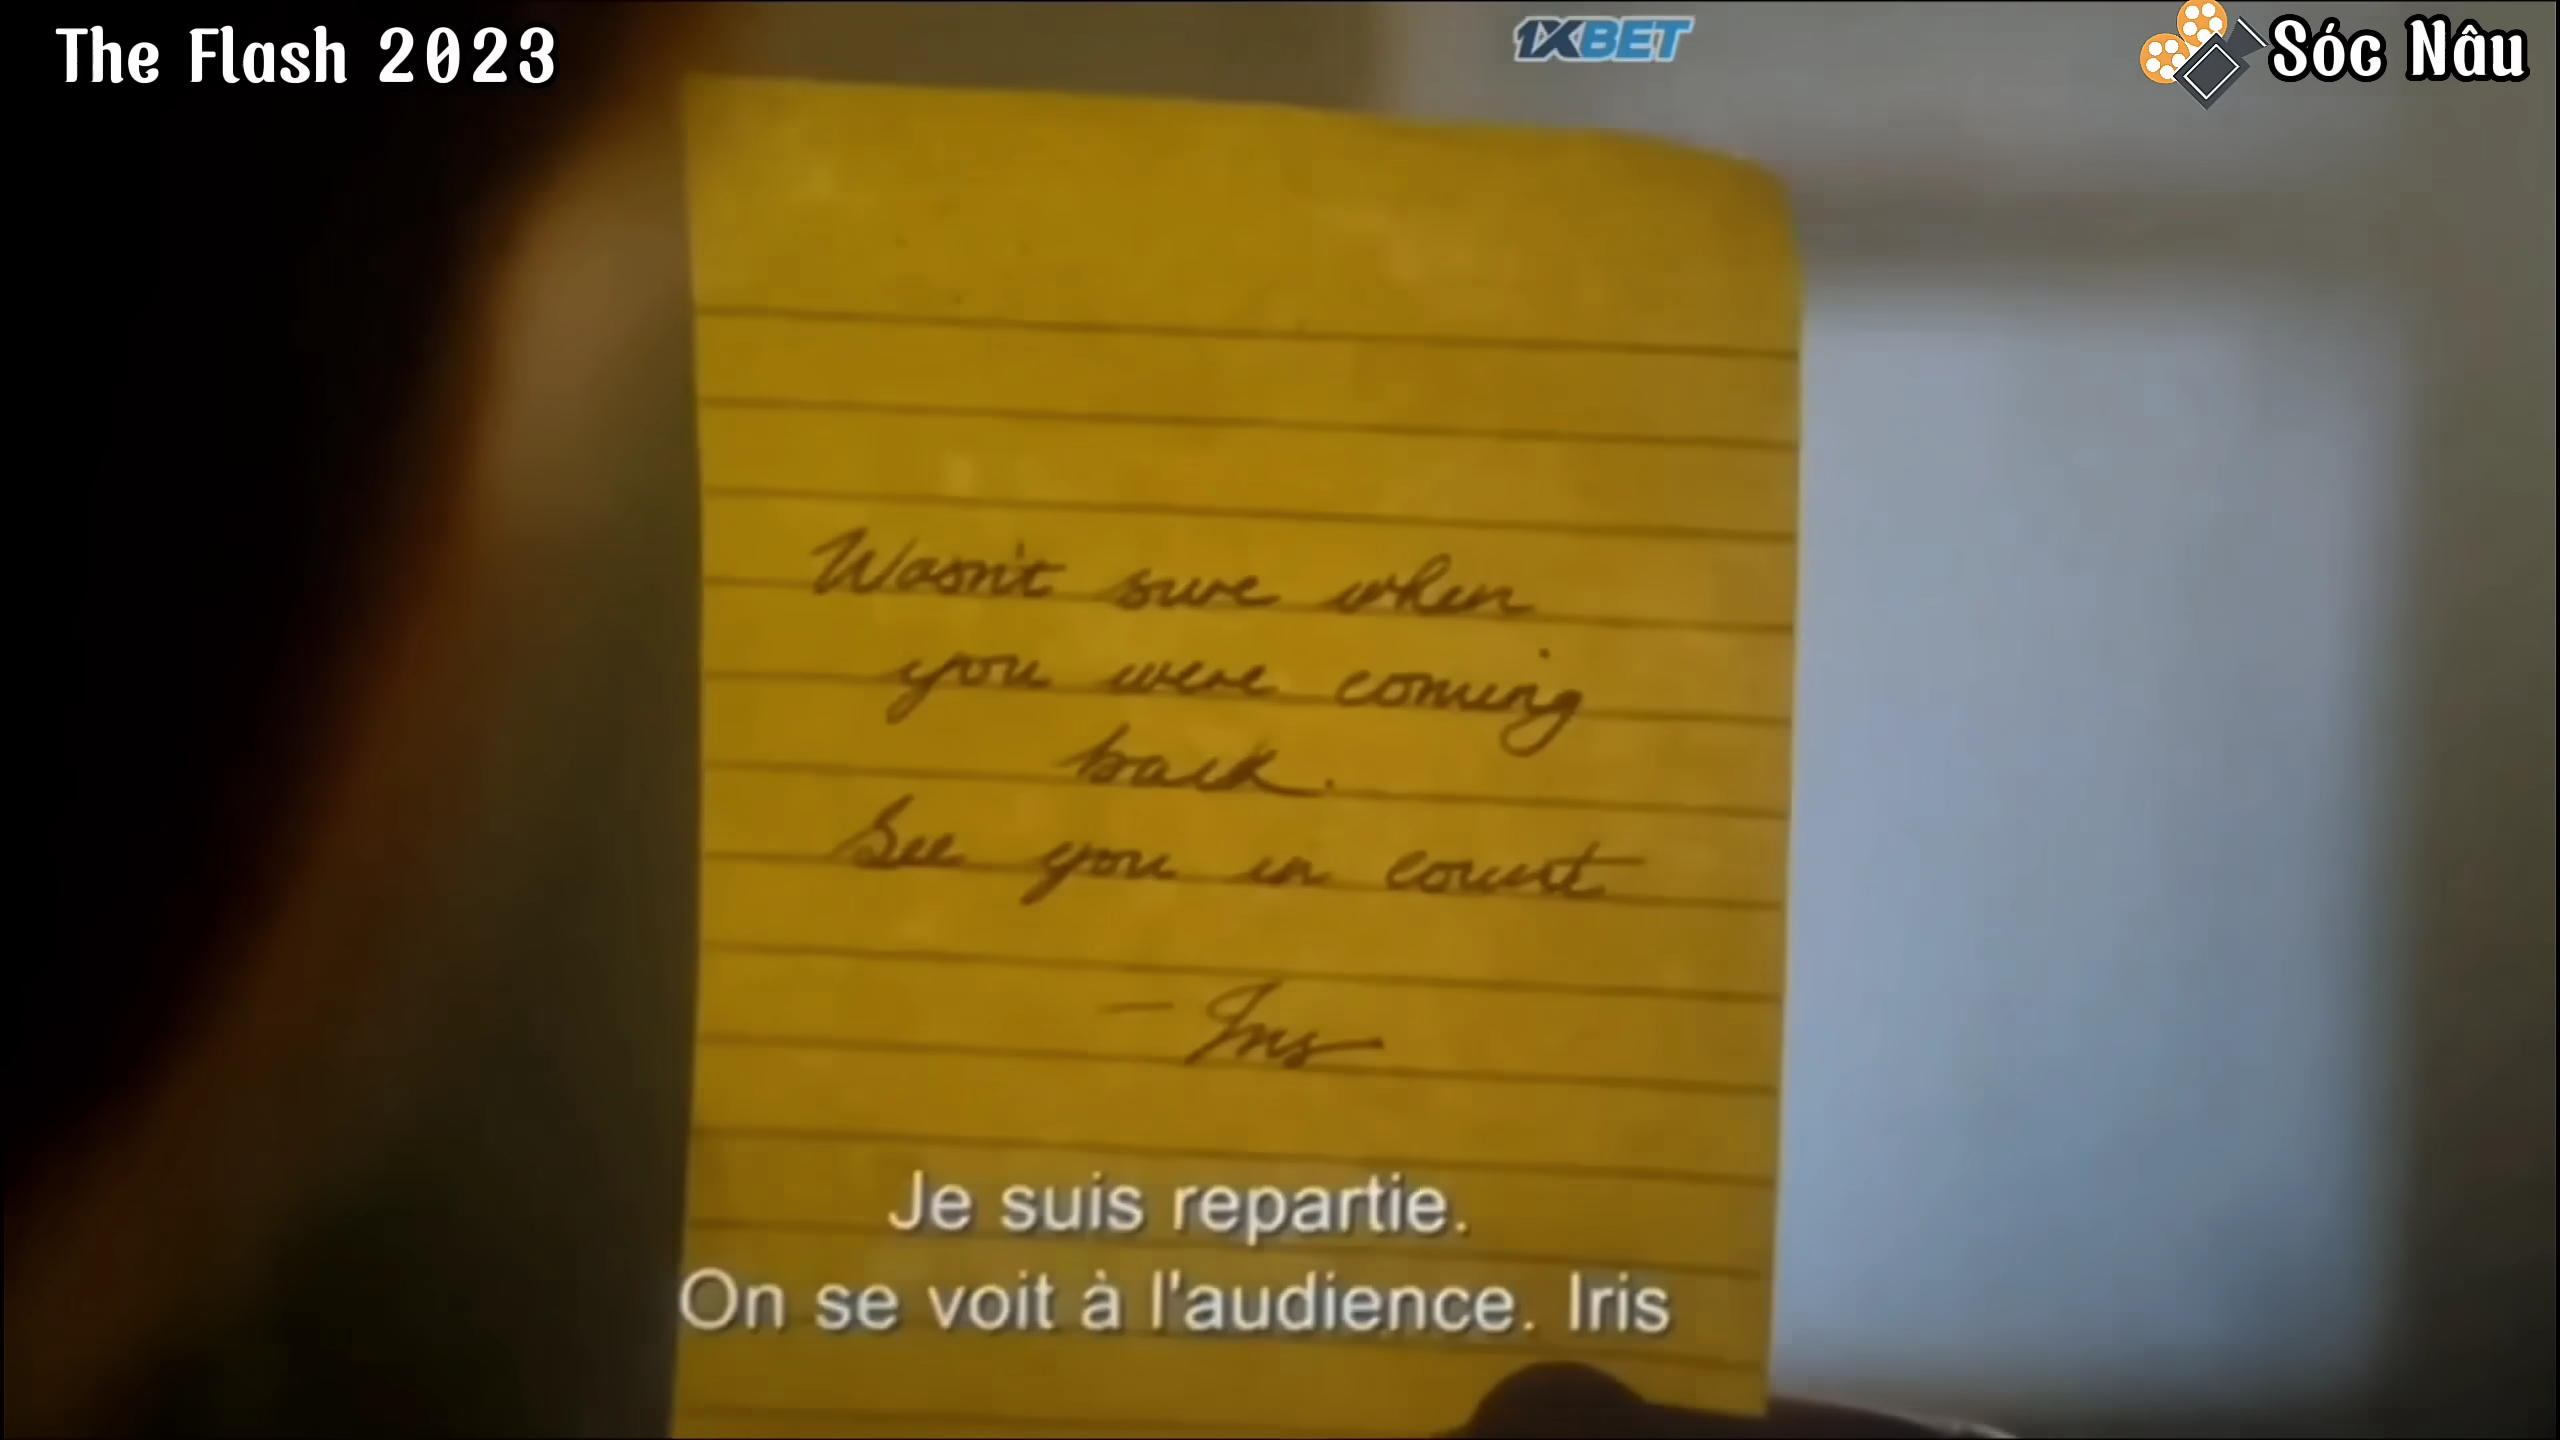 The Flash 2023
1XBET
Sóc Nâu
Wasn't sure when
you were coming
back.
See you in court
- Iris
Je suis repartie.
On se voit à l'audience. Iris